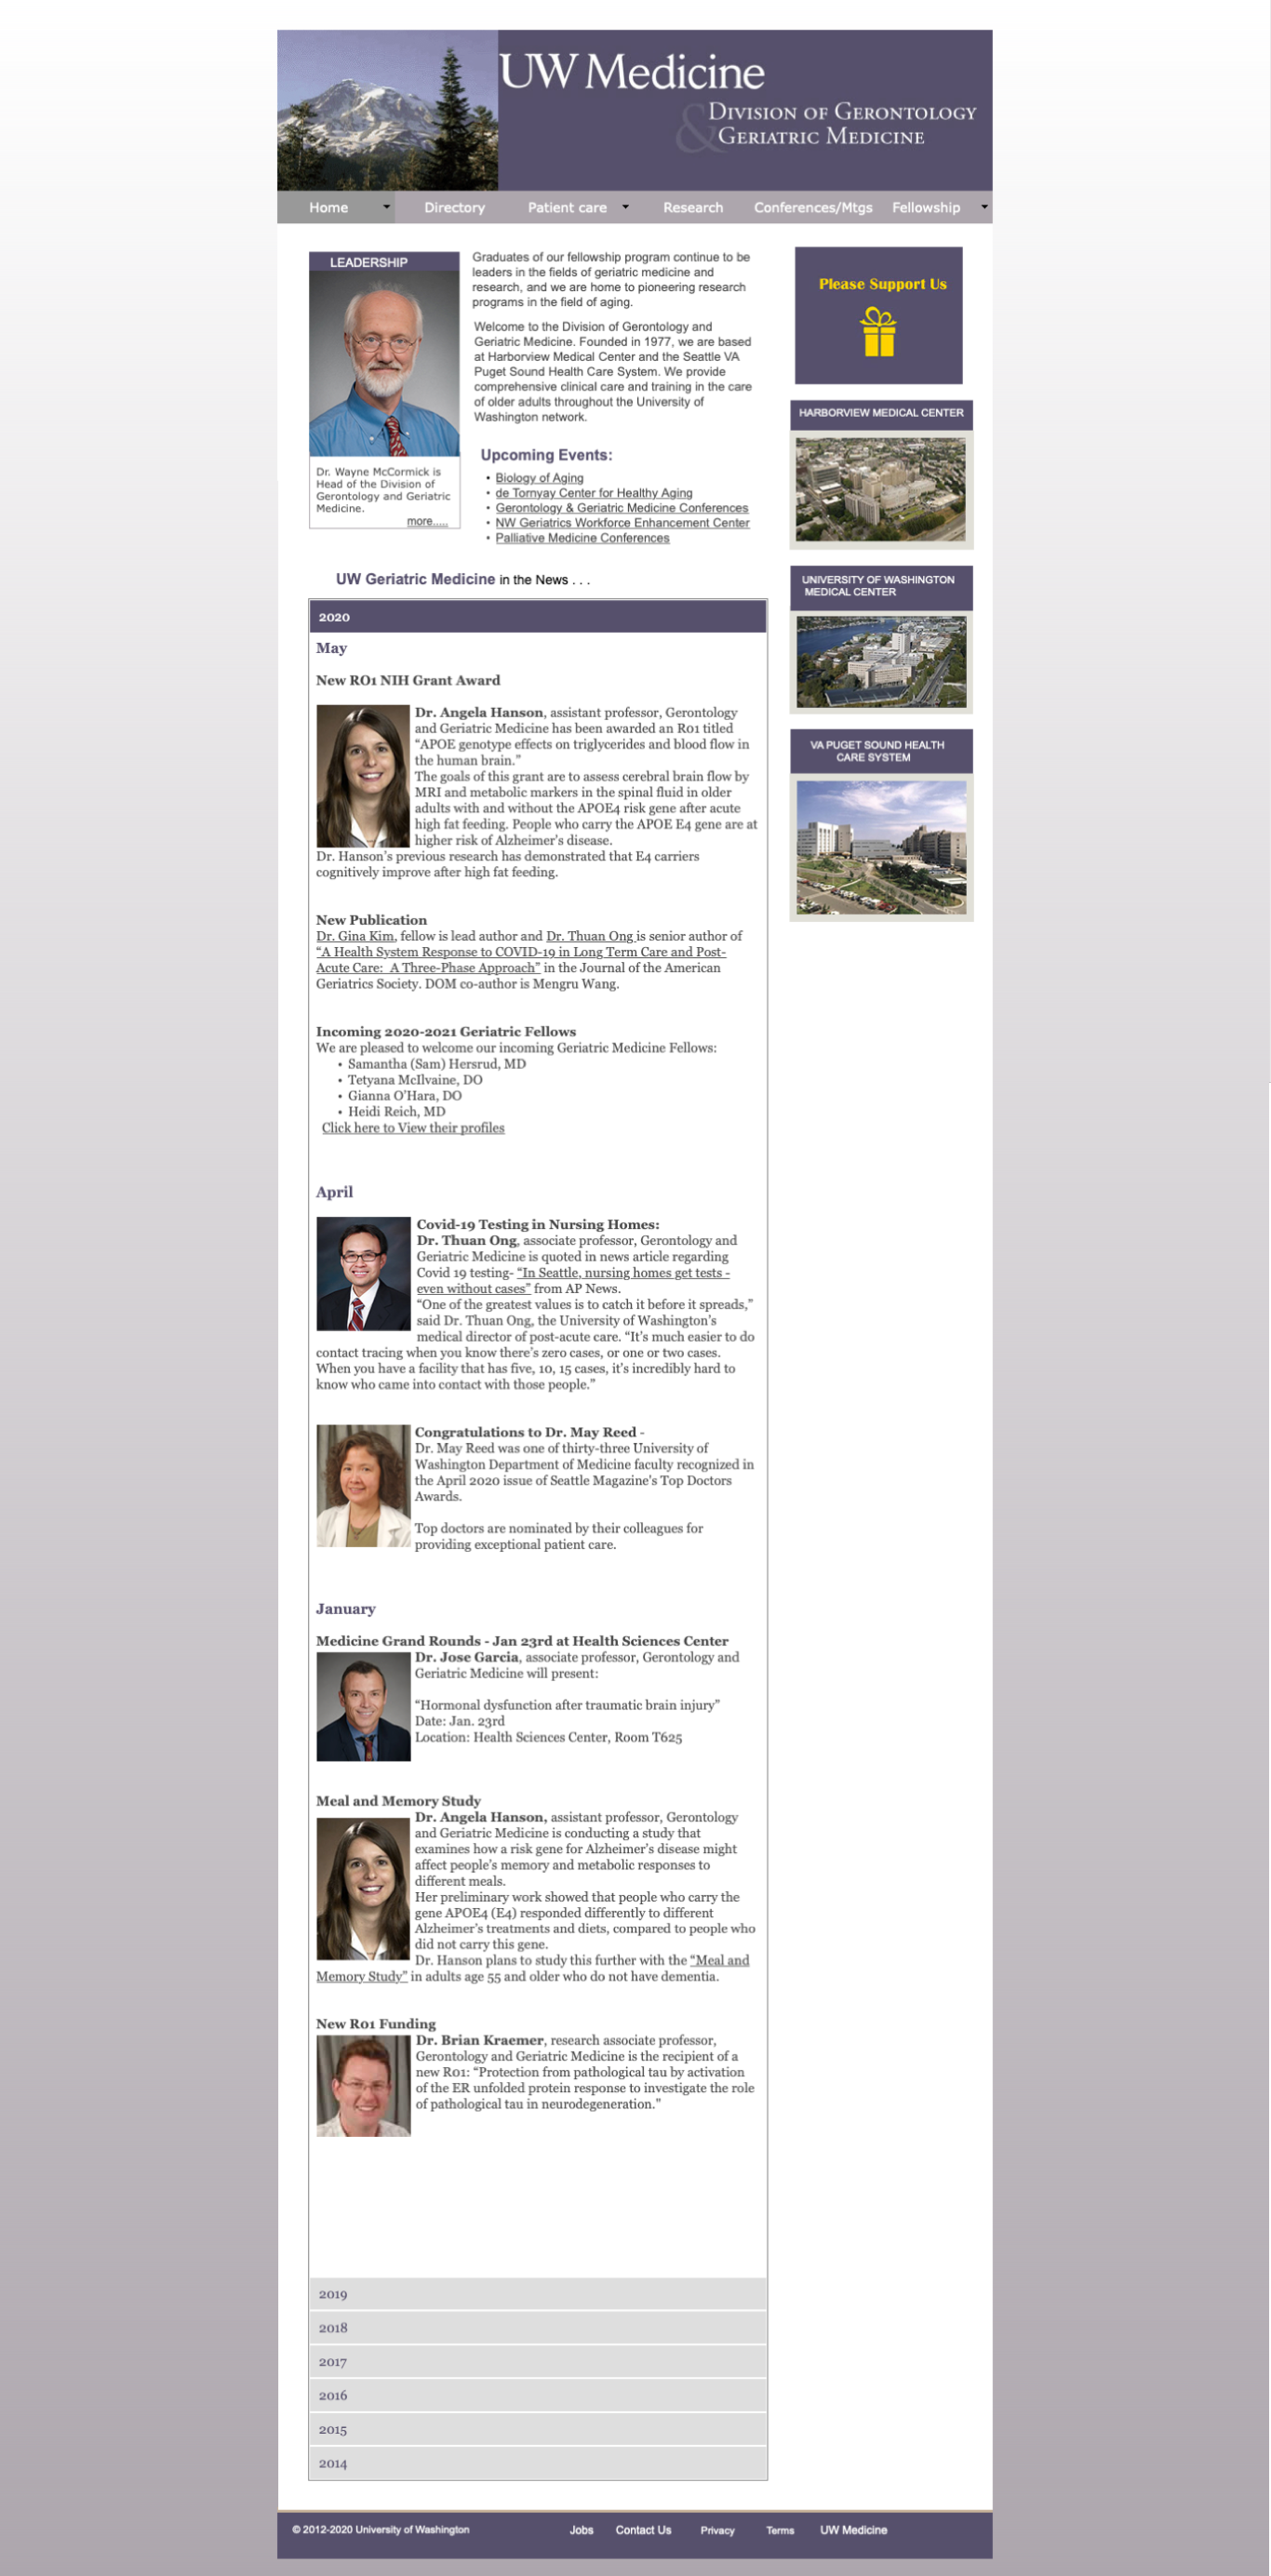 UW Medicine
DIVISION OF GERONTOLOGY
& GERIATRIC MEDICINE
Home Directory Patient care Research Conferences/Mtgs Fellowship
LEADERSHIP
Dr. Wayne McCormick is
Head of the Division of
Gerontology and Geriatric
Medicine.
more.....
Graduates of our fellowship program continue to be
leaders in the fields of geriatric medicine and
research, and we are home to pioneering research
programs in the field of aging.
Welcome to the Division of Gerontology and
Geriatric Medicine. Founded in 1977, we are based
at Harborview Medical Center and the Seattle VA
Puget Sound Health Care System. We provide
comprehensive clinical care and training in the care
of older adults throughout the University of
Washington network.
Upcoming Events:
• Biology of Aging
• de Tornyay Center for Healthy Aging
• Gerontology & Geriatric Medicine Conferences
• NW Geriatrics Workforce Enhancement Center
• Palliative Medicine Conferences
Please Support Us
HARBORVIEW MEDICAL CENTER
UNIVERSITY OF WASHINGTON
MEDICAL CENTER
VA PUGET SOUND HEALTH
CARE SYSTEM
UW Geriatric Medicine in the News . . .
2020
May
New RO1 NIH Grant Award
Dr. Angela Hanson, assistant professor, Gerontology
and Geriatric Medicine has been awarded an R01 titled
“APOE genotype effects on triglycerides and blood flow in
the human brain.”
The goals of this grant are to assess cerebral brain flow by
MRI and metabolic markers in the spinal fluid in older
adults with and without the APOE4 risk gene after acute
high fat feeding. People who carry the APOE E4 gene are at
higher risk of Alzheimer's disease.
Dr. Hanson’s previous research has demonstrated that E4 carriers
cognitively improve after high fat feeding.
New Publication
Dr. Gina Kim, fellow is lead author and Dr. Thuan Ong is senior author of
“A Health System Response to COVID-19 in Long Term Care and Post-
Acute Care:  A Three-Phase Approach” in the Journal of the American
Geriatrics Society. DOM co-author is Mengru Wang.
Incoming 2020-2021 Geriatric Fellows
We are pleased to welcome our incoming Geriatric Medicine Fellows:
• Samantha (Sam) Hersrud, MD
• Tetyana McIlvaine, DO
• Gianna O'Hara, DO
• Heidi Reich, MD
Click here to View their profiles
April
Covid-19 Testing in Nursing Homes:
Dr. Thuan Ong, associate professor, Gerontology and
Geriatric Medicine is quoted in news article regarding
Covid 19 testing- “In Seattle, nursing homes get tests -
even without cases” from AP News.
“One of the greatest values is to catch it before it spreads,”
said Dr. Thuan Ong, the University of Washington’s
medical director of post-acute care. “It’s much easier to do
contact tracing when you know there’s zero cases, or one or two cases.
When you have a facility that has five, 10, 15 cases, it’s incredibly hard to
know who came into contact with those people.”
Congratulations to Dr. May Reed -
Dr. May Reed was one of thirty-three University of
Washington Department of Medicine faculty recognized in
the April 2020 issue of Seattle Magazine's Top Doctors
Awards.
Top doctors are nominated by their colleagues for
providing exceptional patient care.
January
Medicine Grand Rounds - Jan 23rd at Health Sciences Center
Dr. Jose Garcia, associate professor, Gerontology and
Geriatric Medicine will present:
“Hormonal dysfunction after traumatic brain injury”
Date: Jan. 23rd
Location: Health Sciences Center, Room T625
Meal and Memory Study
Dr. Angela Hanson, assistant professor, Gerontology
and Geriatric Medicine is conducting a study that
examines how a risk gene for Alzheimer's disease might
affect people's memory and metabolic responses to
different meals.
Her preliminary work showed that people who carry the
gene APOE4 (E4) responded differently to different
Alzheimer's treatments and diets, compared to people who
did not carry this gene.
Dr. Hanson plans to study this further with the “Meal and
Memory Study” in adults age 55 and older who do not have dementia.
New R01 Funding
Dr. Brian Kraemer, research associate professor,
Gerontology and Geriatric Medicine is the recipient of a
new R01: “Protection from pathological tau by activation
of the ER unfolded protein response to investigate the role
of pathological tau in neurodegeneration.”
2019
2018
2017
2016
2015
2014
© 2012-2020 University of Washington Jobs Contact Us Privacy Terms UW Medicine